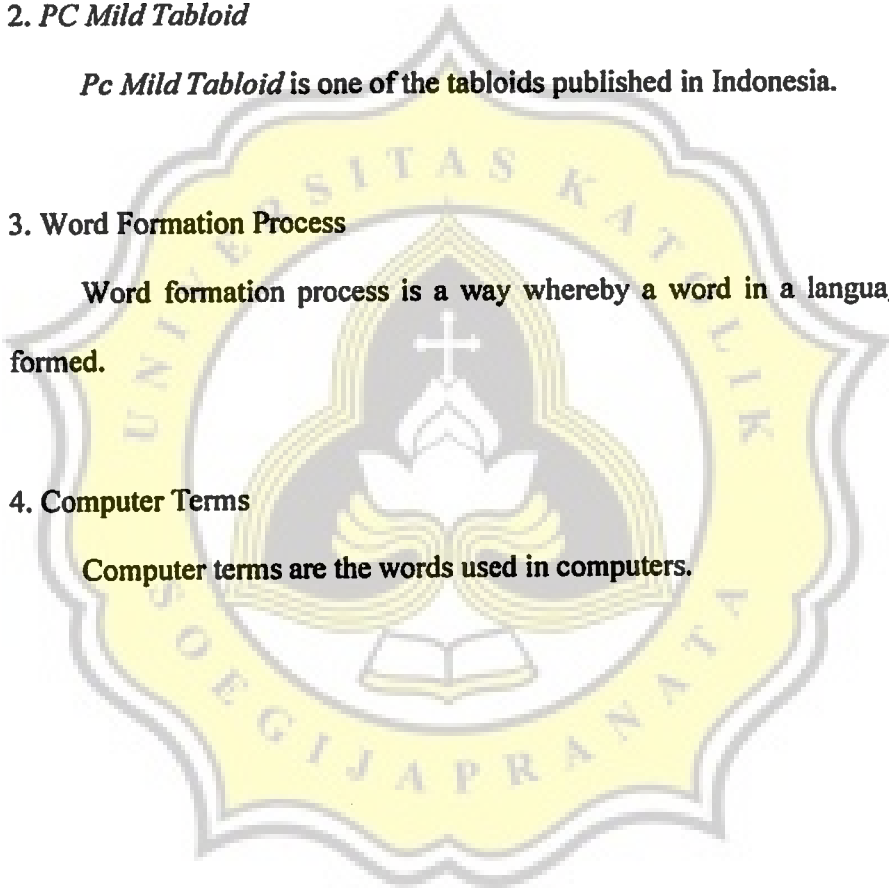 2. PC Mild Tabloid
Pc Mild Tabloid is one of the tabloids published in Indonesia.
3. Word Formation Process
Word formation process is a way whereby a word in a langua
formed.
4. Computer Terms
Computer terms are the words used in computers.
UNIVERSITAS KATOLIK
SOEGIJAPRANATA